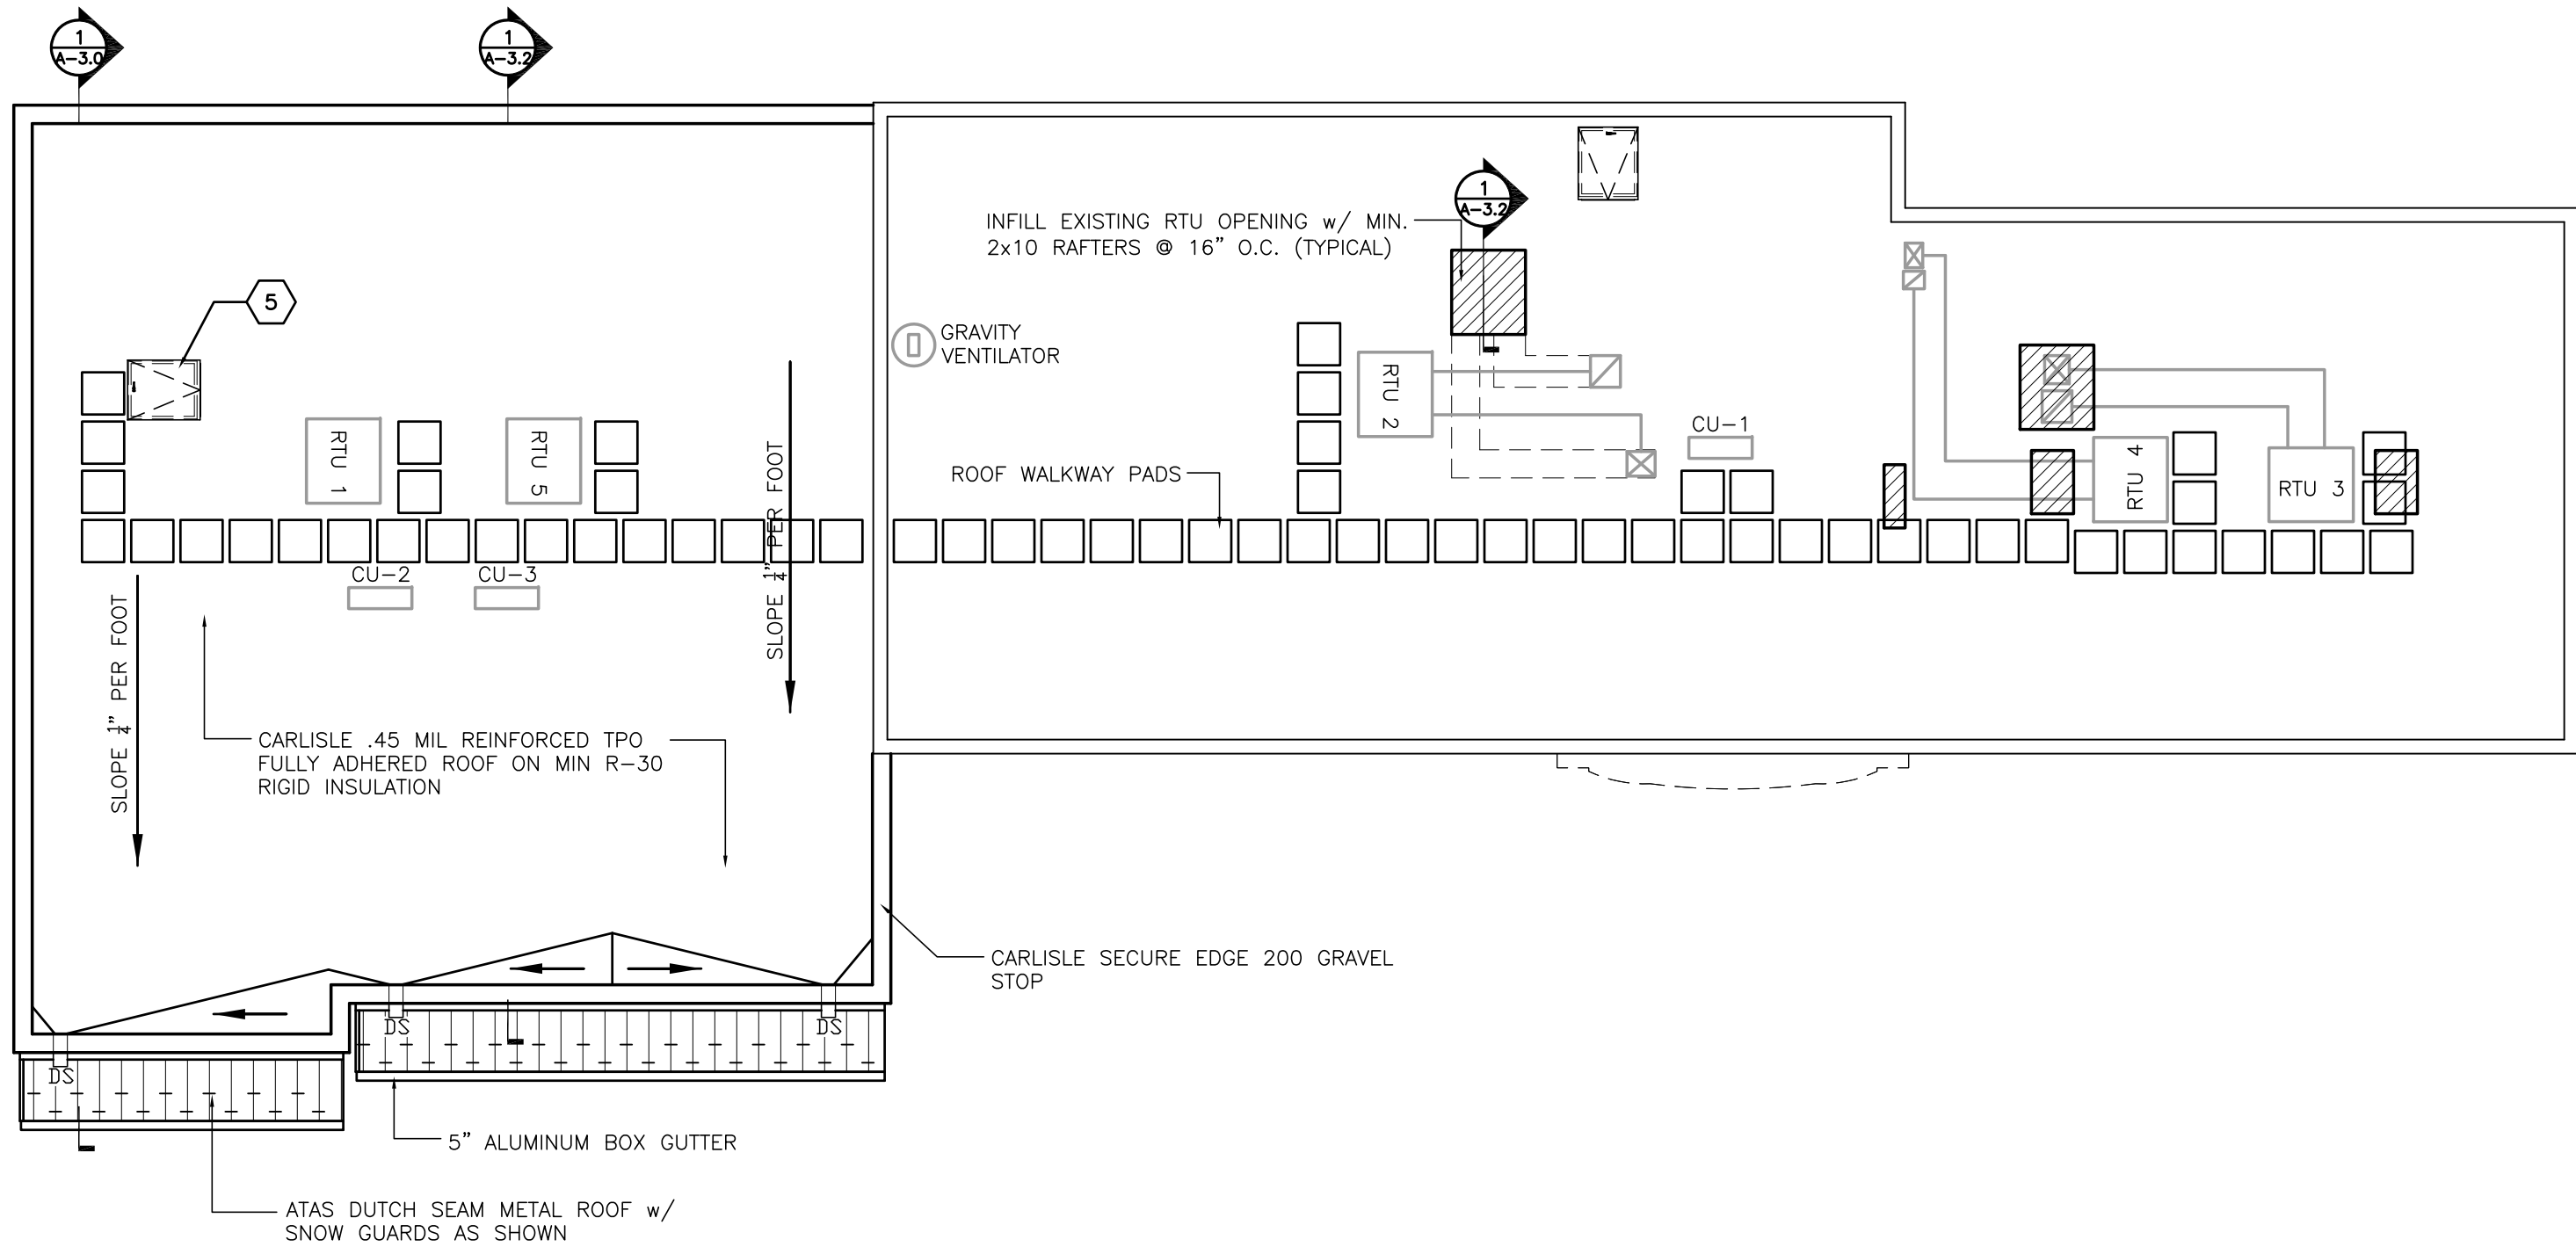 1
A-3.0
1
A-3.2
1
A-3.2
INFILL EXISTING RTU OPENING w/ MIN.
2x10 RAFTERS @ 16" O.C. (TYPICAL)
5
GRAVITY
VENTILATOR
RTU 1
RTU 5
RTU 2
CU-1
RTU 4
RTU 3
ROOF WALKWAY PADS
SLOPE 1/4" PER FOOT
CU-2
CU-3
SLOPE 1/4" PER FOOT
CARLISLE .45 MIL REINFORCED TPO
FULLY ADHERED ROOF ON MIN R-30
RIGID INSULATION
CARLISLE SECURE EDGE 200 GRAVEL
STOP
DS
DS
DS
5" ALUMINUM BOX GUTTER
ATAS DUTCH SEAM METAL ROOF w/
SNOW GUARDS AS SHOWN